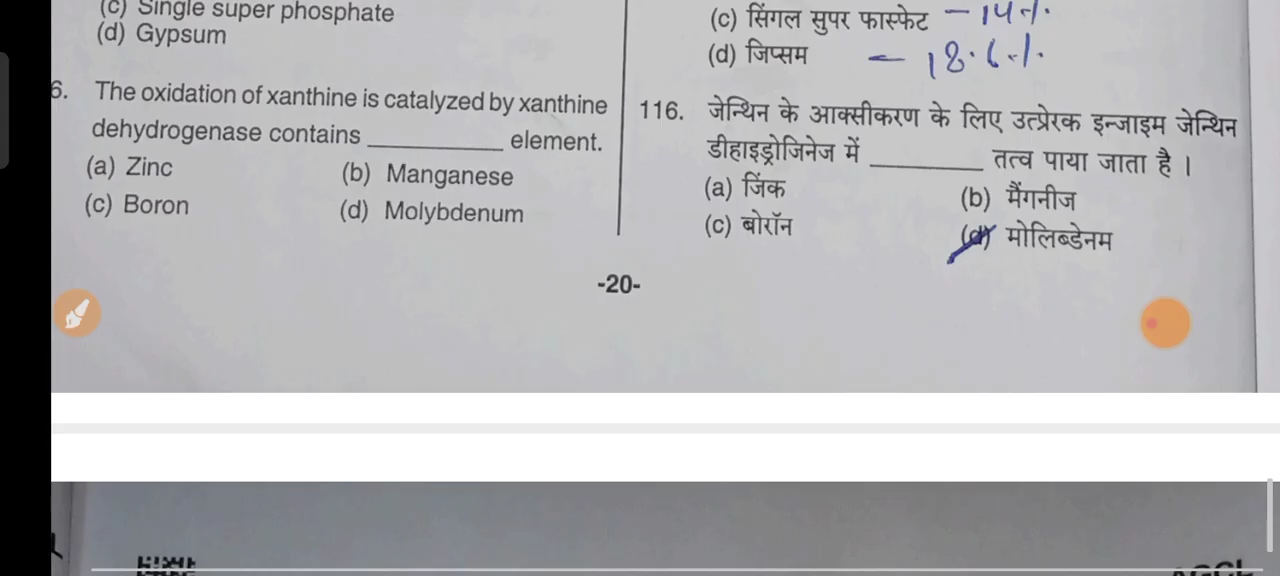 (c) Single super phosphate
(d) Gypsum
6. The oxidation of xanthine is catalyzed by xanthine
dehydrogenase contains __________ element.
(a) Zinc (b) Manganese
(c) Boron (d) Molybdenum
(c) सिंगल सुपर फास्फेट – 14 %.
(d) जिप्सम – 18.6 %.
116. जेन्थिन के आक्सीकरण के लिए उत्प्रेरक इन्जाइम जेन्थिन
डीहाइड्रोजिनेज में __________ तत्व पाया जाता है ।
(a) जिंक (b) मैंगनीज
(c) बोरॉन (d) मोलिब्डेनम
-20-